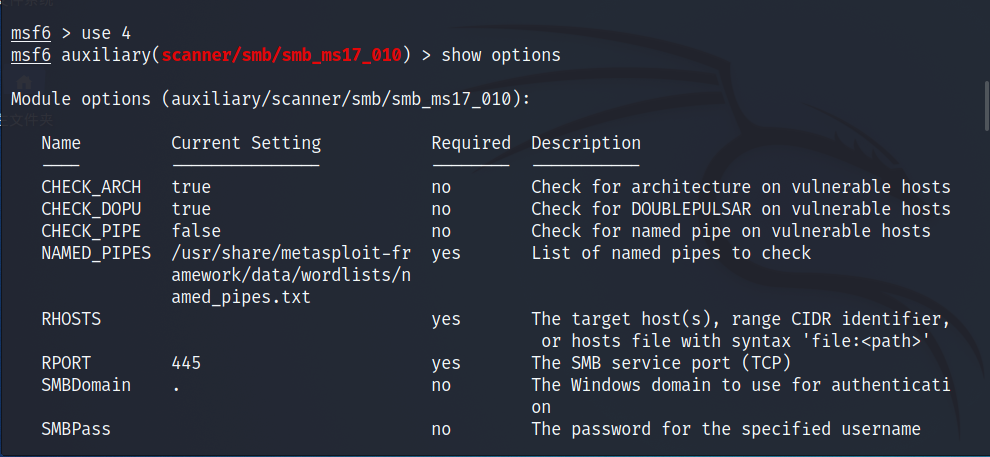 msf6 > use 4
msf6 auxiliary(scanner/smb/smb_ms17_010) > show options
Module options (auxiliary/scanner/smb/smb_ms17_010):
Name Current Setting Required Description
CHECK_ARCH true no Check for architecture on vulnerable hosts
CHECK_DOPU true no Check for DOUBLEPULSAR on vulnerable hosts
CHECK_PIPE false no Check for named pipe on vulnerable hosts
NAMED_PIPES /usr/share/metasploit-fr yes List of named pipes to check
amework/data/wordlists/n
amed_pipes.txt
RHOSTS yes The target host(s), range CIDR identifier,
or hosts file with syntax 'file:<path>'
RPORT 445 yes The SMB service port (TCP)
SMBDomain . no The Windows domain to use for authenticati
on
SMBPass no The password for the specified username